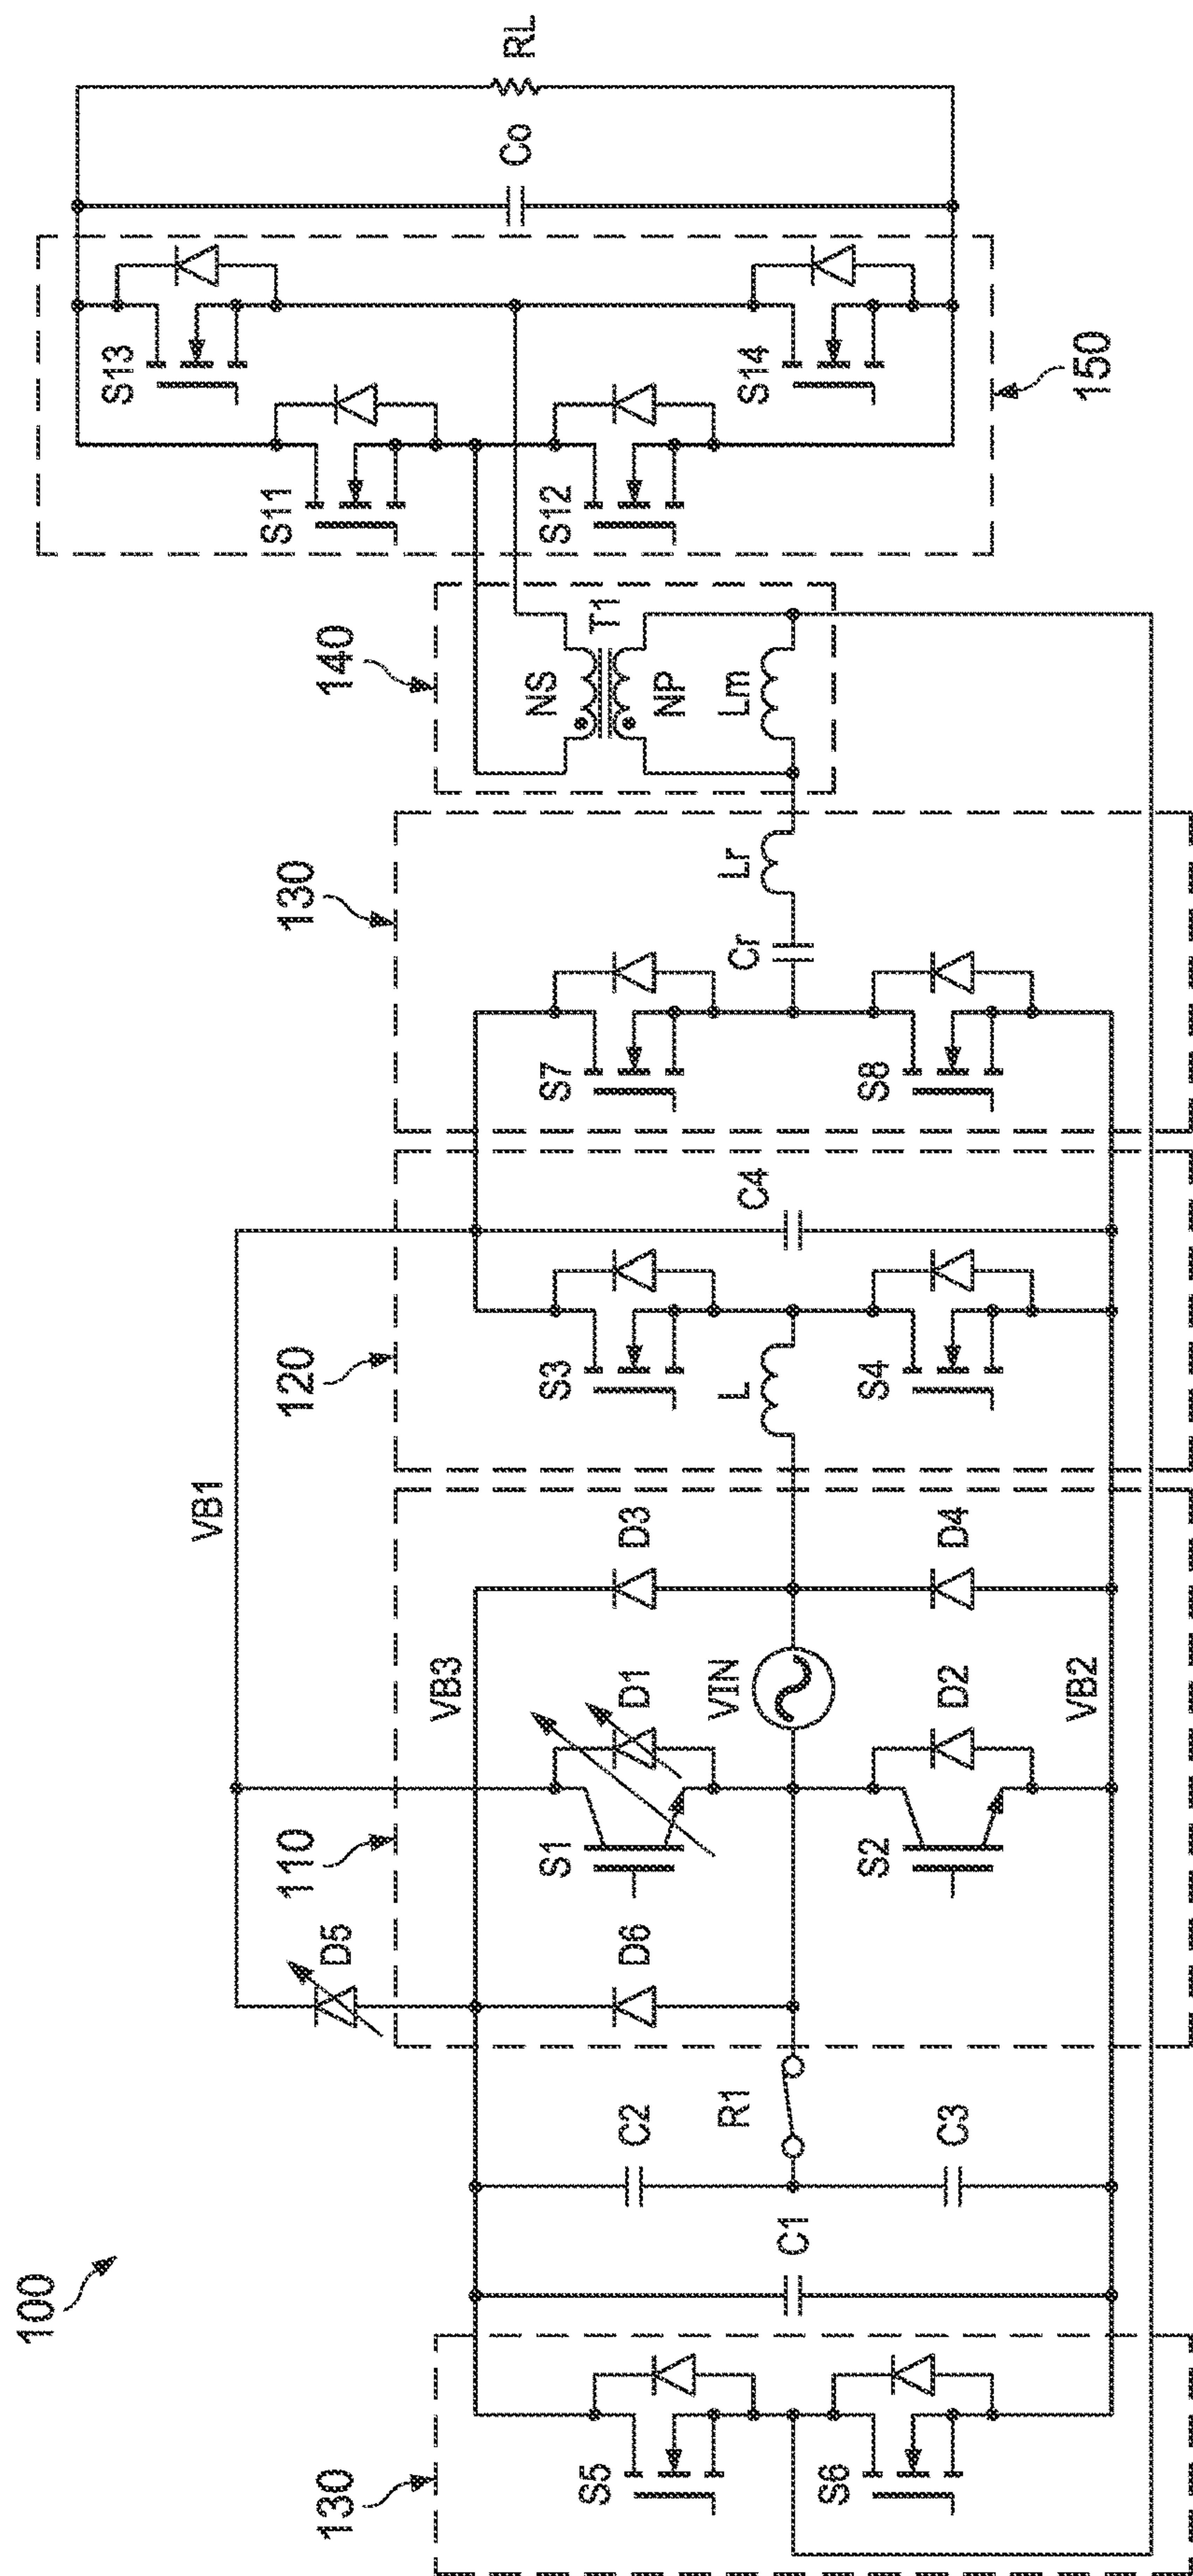 100
130
S5
S6
C1
C2
C3
R1
D5
D6
110
S1
D1
S2
D2
VB3
VIN
VB2
D3
D4
VB1
120
L
S3
S4
C4
130
S7
S8
Cr
Lr
140
NS
T1
NP
Lm
S11
S12
S13
S14
150
Co
RL